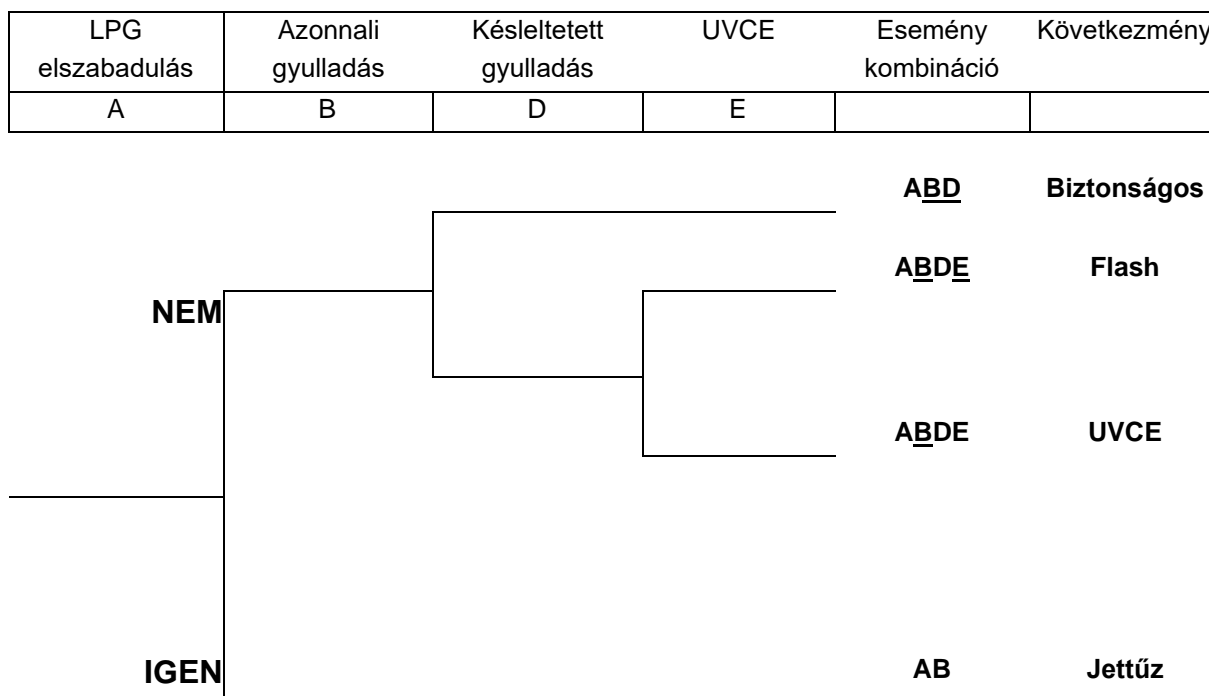 LPG elszabadulás Azonnali gyulladás Késleltetett gyulladás UVCE Esemény kombináció Következmény
A B D E
ABD Biztonságos
ABDE Flash
NEM
ABDE UVCE
IGEN AB Jettűz